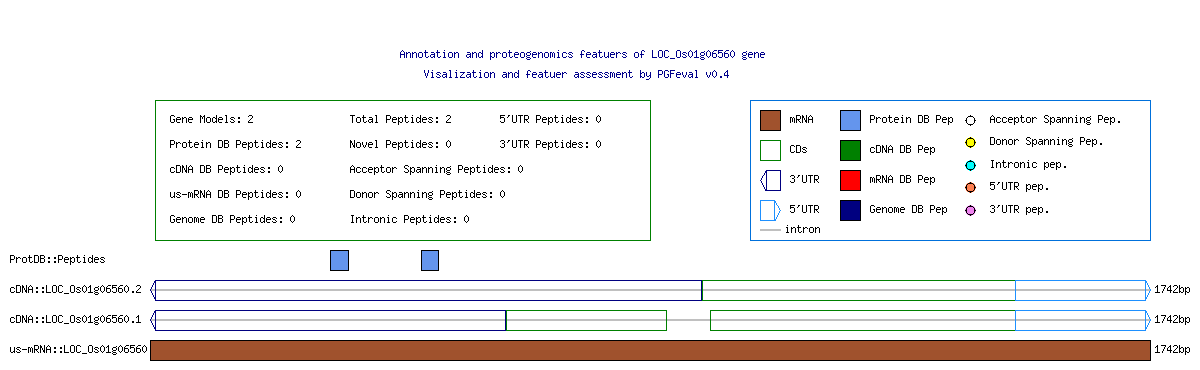 Annotation and proteogenomics featuers of LOC_Os01g06560 gene
Visalization and featuer assessment by PGFeval v0.4
Gene Models: 2 Total Peptides: 2 5'UTR Peptides: 0
Protein DB Peptides: 2 Novel Peptides: 0 3'UTR Peptides: 0
cDNA DB Peptides: 0 Acceptor Spanning Peptides: 0
us-mRNA DB Peptides: 0 Donor Spanning Peptides: 0
Genome DB Peptides: 0 Intronic Peptides: 0
mRNA Protein DB Pep Acceptor Spanning Pep.
CDs cDNA DB Pep Donor Spanning Pep.
3'UTR mRNA DB Pep Intronic pep.
5'UTR Genome DB Pep 5'UTR pep.
intron 3'UTR pep.
ProtDB::Peptides
cDNA::LOC_Os01g06560.2 1742bp
cDNA::LOC_Os01g06560.1 1742bp
us-mRNA::LOC_Os01g06560 1742bp